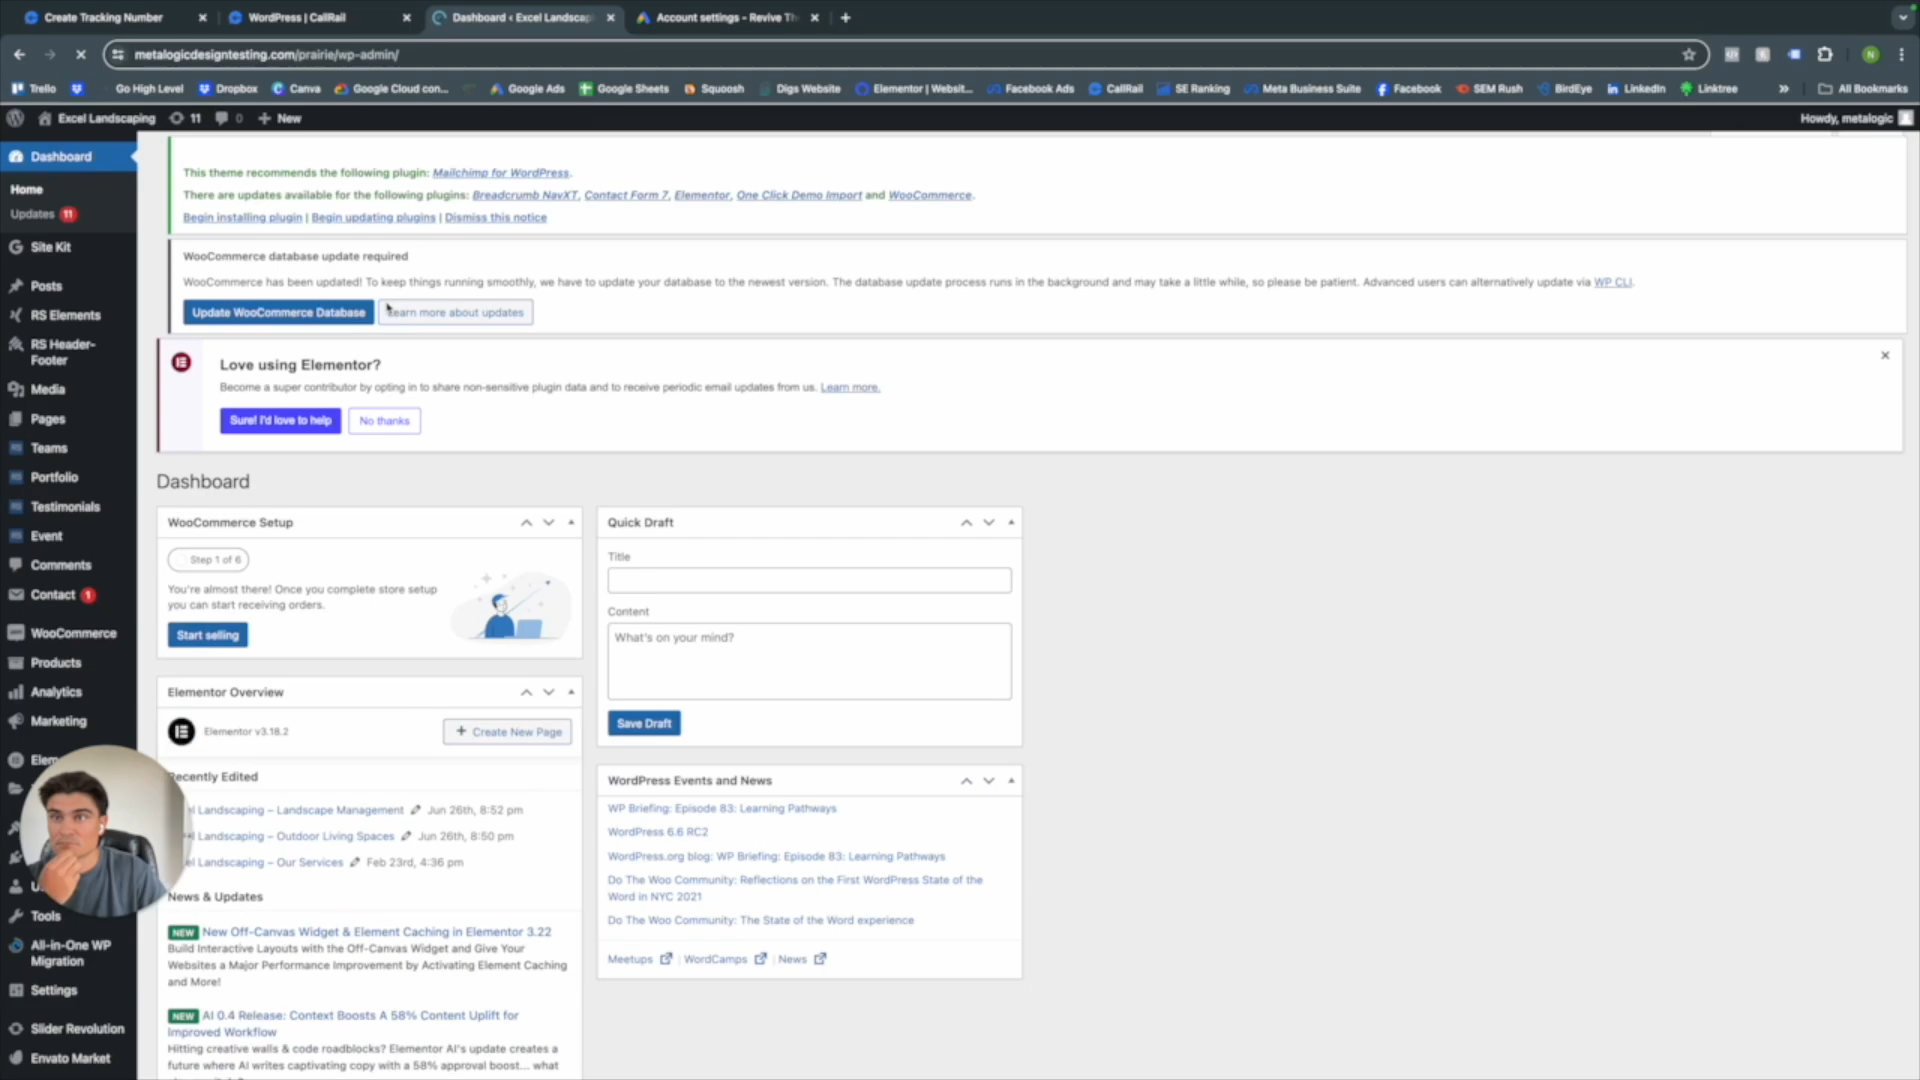 Create Tracking Number
WordPress | CallRail
Dashboard ‹ Excel Landscapi
Account settings - Revive Th
metalogicdesigntesting.com/prairie/wp-admin/
N
Trello
Go High Level
Dropbox
Canva
Google Cloud con...
Google Ads
Google Sheets
Squoosh
Digs Website
Elementor | Websit...
Facebook Ads
CallRail
SE Ranking
Meta Business Suite
Facebook
SEM Rush
BirdEye
LinkedIn
Linktree
All Bookmarks
Excel Landscaping
11
0
New
Howdy, metalogic
Dashboard
Home
Updates 11
Site Kit
Posts
RS Elements
RS Header-
Footer
Media
Pages
Teams
Portfolio
Testimonials
Event
Comments
Contact 1
WooCommerce
Products
Analytics
Marketing
Tools
All-in-One WP
Migration
Settings
Slider Revolution
Envato Market
This theme recommends the following plugin: Mailchimp for WordPress.
There are updates available for the following plugins: Breadcrumb NavXT, Contact Form 7, Elementor, One Click Demo Import and WooCommerce.
Begin installing plugin | Begin updating plugins | Dismiss this notice
WooCommerce database update required
WooCommerce has been updated! To keep things running smoothly, we have to update your database to the newest version. The database update process runs in the background and may take a little while, so please be patient. Advanced users can alternatively update via WP CLI.
Update WooCommerce Database
Learn more about updates
Love using Elementor?
Become a super contributor by opting in to share non-sensitive plugin data and to receive periodic email updates from us. Learn more.
Sure! I'd love to help
No thanks
Dashboard
WooCommerce Setup
Step 1 of 6
You're almost there! Once you complete store setup
you can start receiving orders.
Start selling
Elementor Overview
Elementor v3.18.2
Create New Page
Recently Edited
Landscaping – Landscape Management Jun 26th, 8:52 pm
Landscaping – Outdoor Living Spaces Jun 26th, 8:50 pm
Landscaping – Our Services Feb 23rd, 4:36 pm
News & Updates
NEW New Off-Canvas Widget & Element Caching in Elementor 3.22
Build Interactive Layouts with the Off-Canvas Widget and Give Your
Websites a Major Performance Improvement by Activating Element Caching
and More!
NEW AI 0.4 Release: Context Boosts A 58% Content Uplift for
Improved Workflow
Hitting creative walls & code roadblocks? Elementor AI's update creates a
future where AI writes captivating copy with a 58% approval boost... what
Quick Draft
Title
Content
What's on your mind?
Save Draft
WordPress Events and News
WP Briefing: Episode 83: Learning Pathways
WordPress 6.6 RC2
WordPress.org blog: WP Briefing: Episode 83: Learning Pathways
Do The Woo Community: Reflections on the First WordPress State of the
Word in NYC 2021
Do The Woo Community: The State of the Word experience
Meetups | WordCamps | News